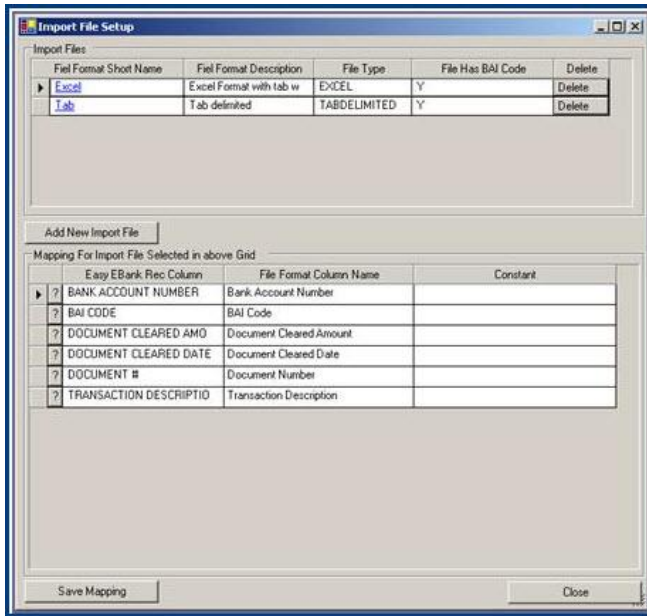 Import File Setup
Import Files
Fiel Format Short Name Fiel Format Description File Type File Has BAI Code Delete
Excel Excel Format with tab w EXCEL Y Delete
Tab Tab delimited TABDELIMITED Y Delete
Add New Import File
Mapping For Import File Selected in above Grid
Easy EBank Rec Column File Format Column Name Constant
? BANK ACCOUNT NUMBER Bank Account Number
? BAI CODE BAI Code
? DOCUMENT CLEARED AMO Document Cleared Amount
? DOCUMENT CLEARED DATE Document Cleared Date
? DOCUMENT # Document Number
? TRANSACTION DESCRIPTIO Transaction Description
Save Mapping Close